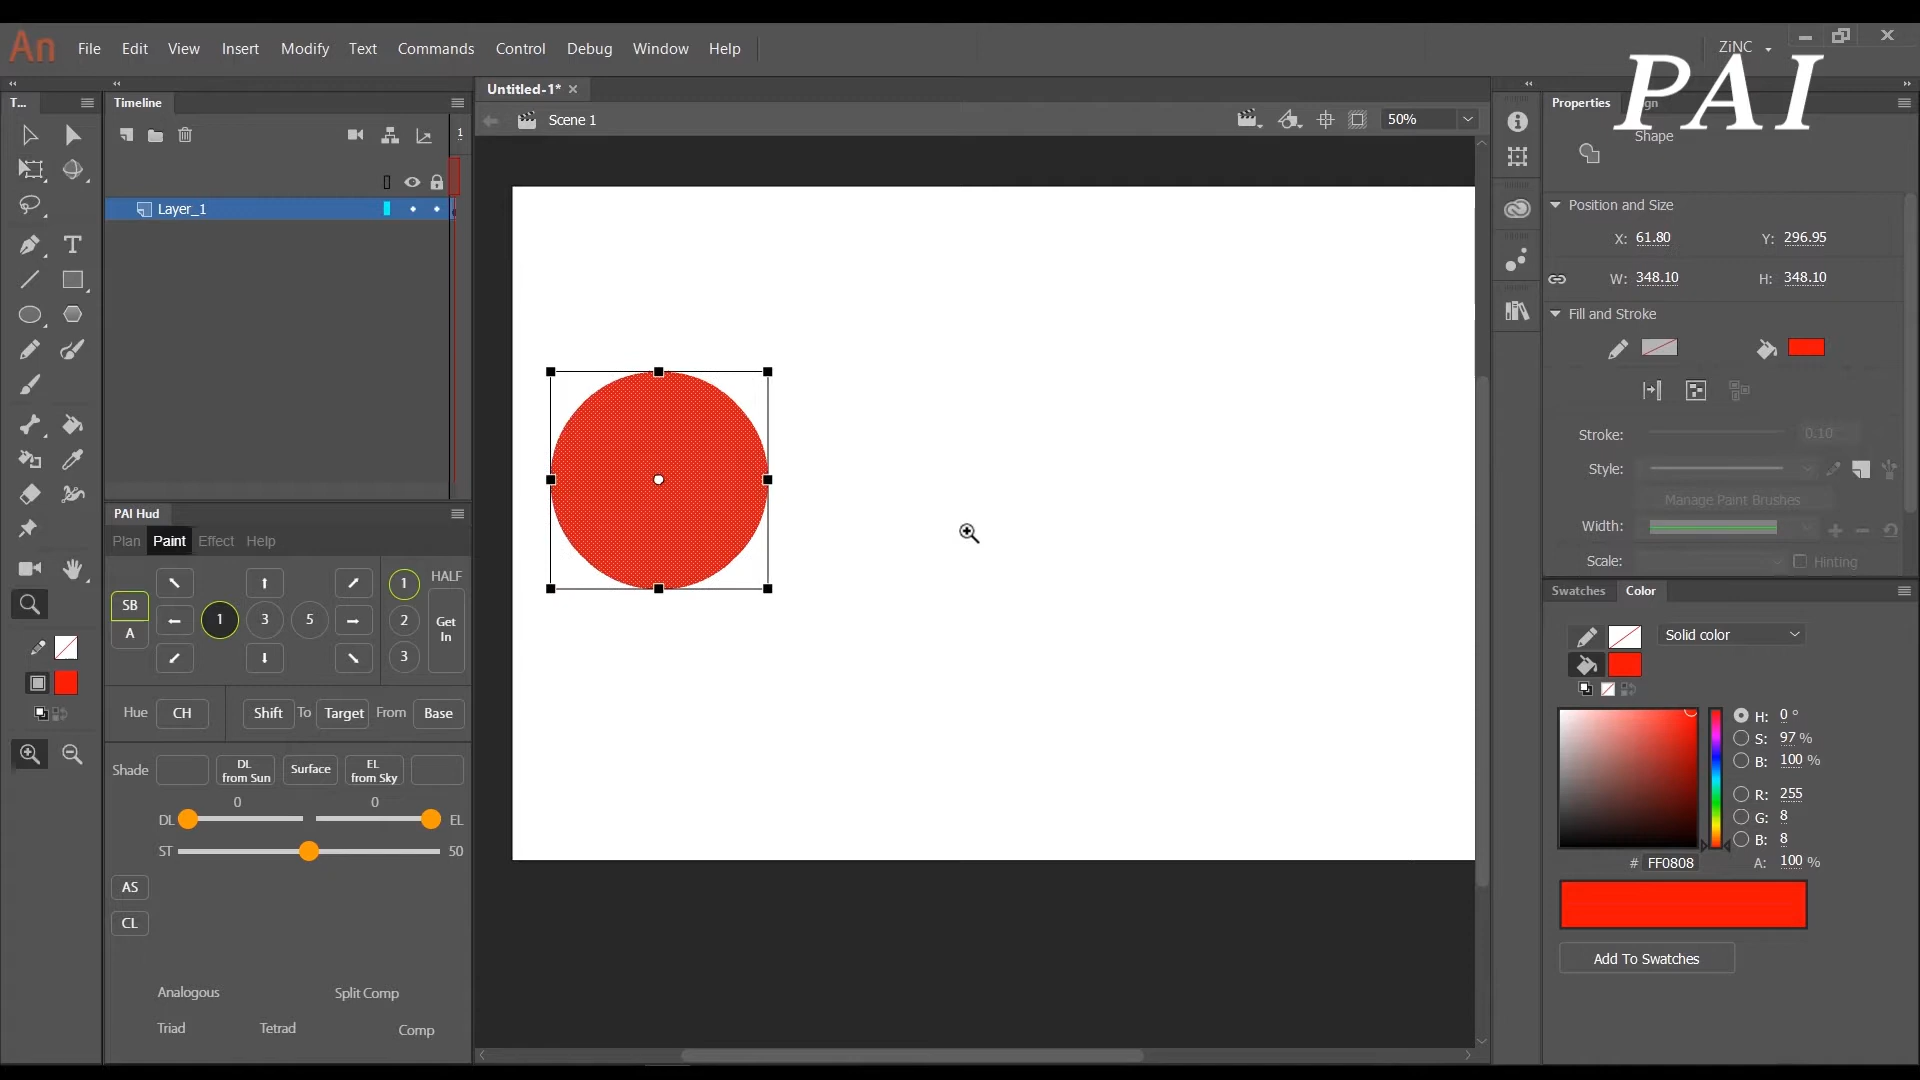 An File Edit View Insert Modify Text Commands Control Debug Window Help ZiNC
PAI
T... Timeline Untitled-1* Properties
Scene 1 50%
1
Shape
Layer_1
Position and Size
X: 61.80 Y: 296.95
W: 348.10 H: 348.10
Fill and Stroke
Stroke: 0.10
Style:
Manage Paint Brushes
Width:
Scale: Hinting
PAI Hud
Plan Paint Effect Help
SB
A
1 3 5
1
2
3
HALF
Get
In
Hue CH Shift To Target From Base
Shade DL
from Sun
Surface
EL
from Sky
0 0
DL EL
ST 50
AS
CL
Analogous Split Comp
Triad Tetrad Comp
Swatches Color
Solid color
H: 0 °
S: 97 %
B: 100 %
R: 255
G: 8
B: 8
# FF0808 A: 100 %
Add To Swatches